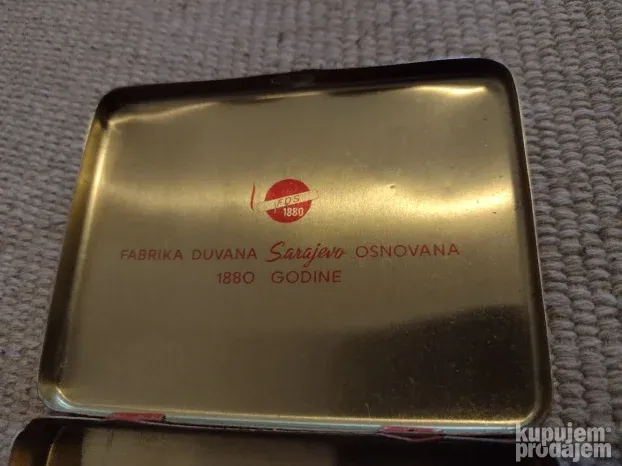 FDS
1880
FABRIKA DUVANA Sarajevo OSNOVANA
1880 GODINE
kupujem
prodajem